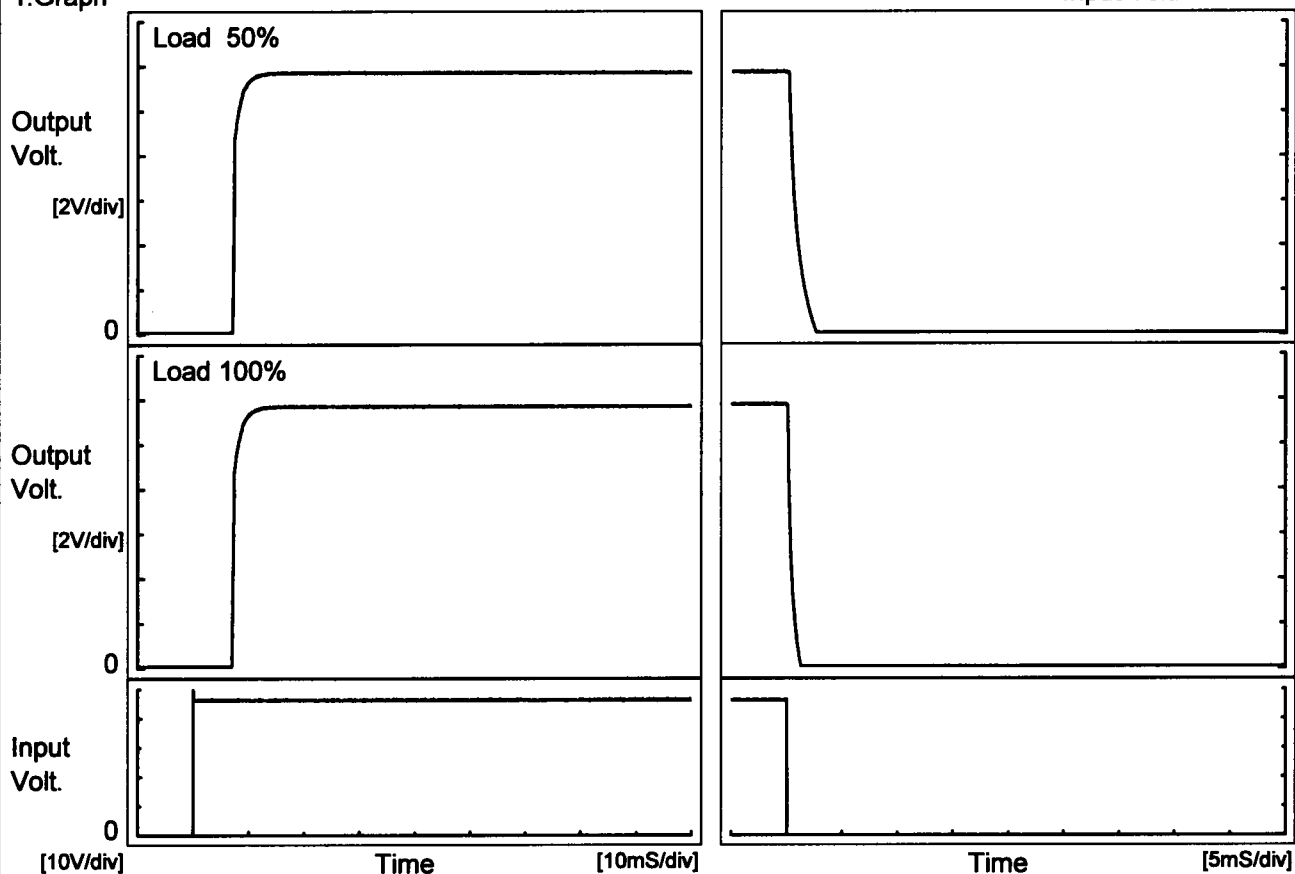 1.Graph
Load 50%
Output
Volt.
[2V/div]
0
Load 100%
Output
Volt.
[2V/div]
0
Input
Volt.
0
[10V/div]
Time
[10mS/div]
Time
[5mS/div]